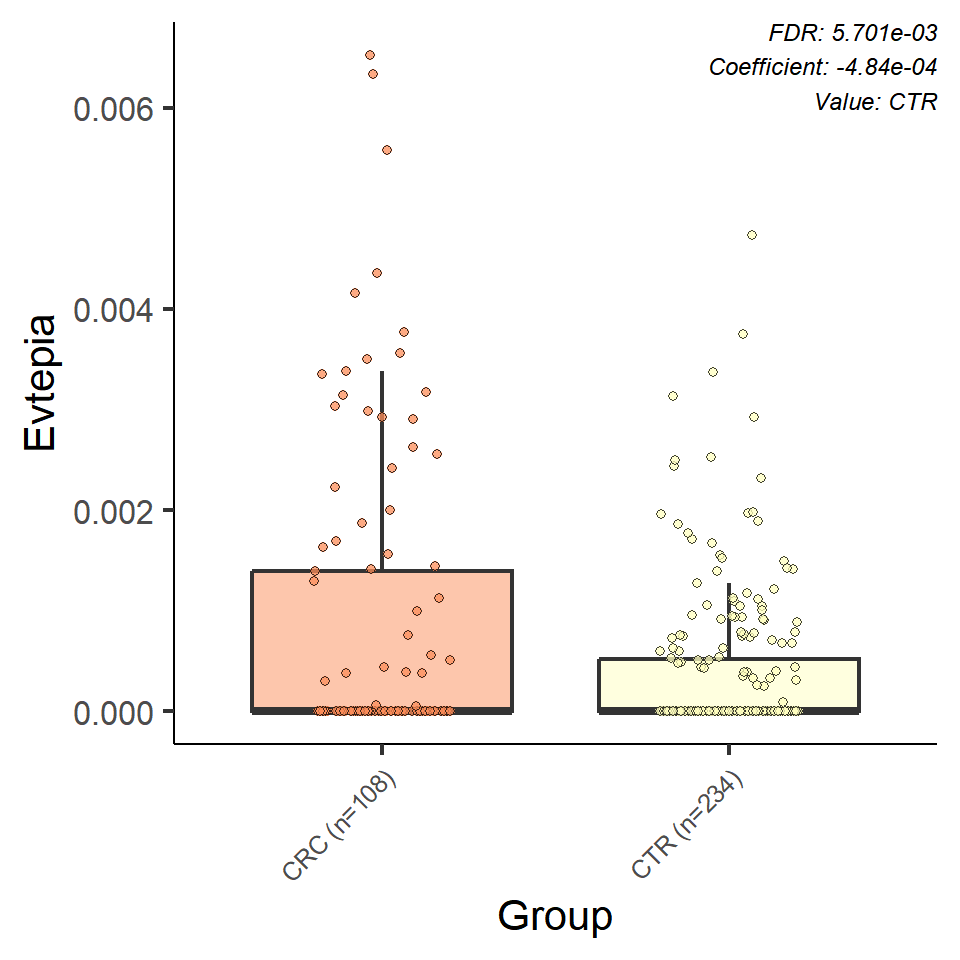 FDR: 5.701e-03
Coefficient: -4.84e-04
Value: CTR
0.006
0.004
0.002
0.000
Evtepia
CRC (n=108)
CTR (n=234)
Group